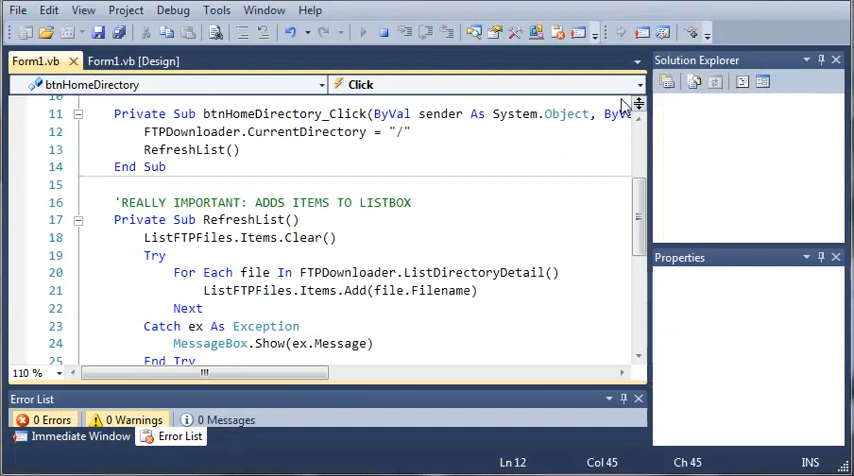 File Edit View Project Debug Tools Window Help
Form1.vb Form1.vb [Design]
btnHomeDirectory Click
10
11 Private Sub btnHomeDirectory_Click(ByVal sender As System.Object, ByVa
12 FTPDownloader.CurrentDirectory = "/"
13 RefreshList()
14 End Sub
15
16 'REALLY IMPORTANT: ADDS ITEMS TO LISTBOX
17 Private Sub RefreshList()
18 ListFTPFiles.Items.Clear()
19 Try
20 For Each file In FTPDownloader.ListDirectoryDetail()
21 ListFTPFiles.Items.Add(file.Filename)
22 Next
23 Catch ex As Exception
24 MessageBox.Show(ex.Message)
25 End Try
110 %
Solution Explorer
Properties
Error List
0 Errors 0 Warnings 0 Messages
Immediate Window Error List
Ln 12 Col 45 Ch 45 INS